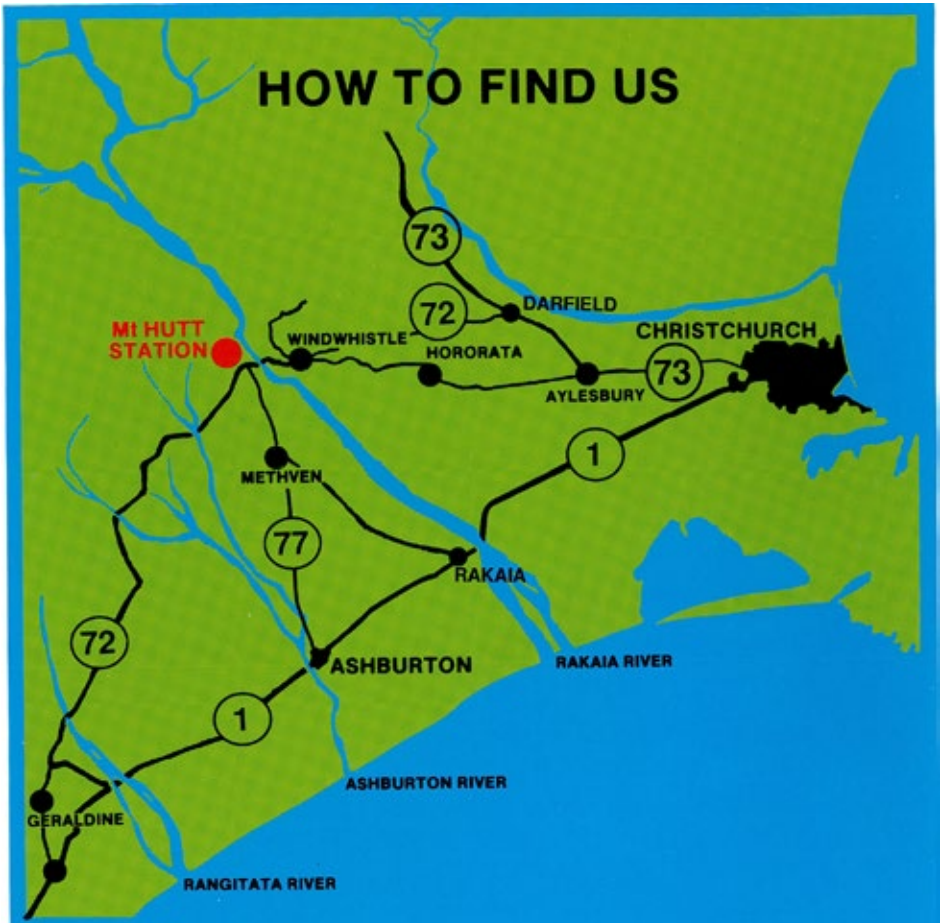 HOW TO FIND US
73
72
DARFIELD
CHRISTCHURCH
Mt HUTT
STATION
WINDWHISTLE
HORORATA
73
AYLESBURY
1
METHVEN
77
RAKAIA
72
ASHBURTON
RAKAIA RIVER
1
ASHBURTON RIVER
GERALDINE
RANGITATA RIVER